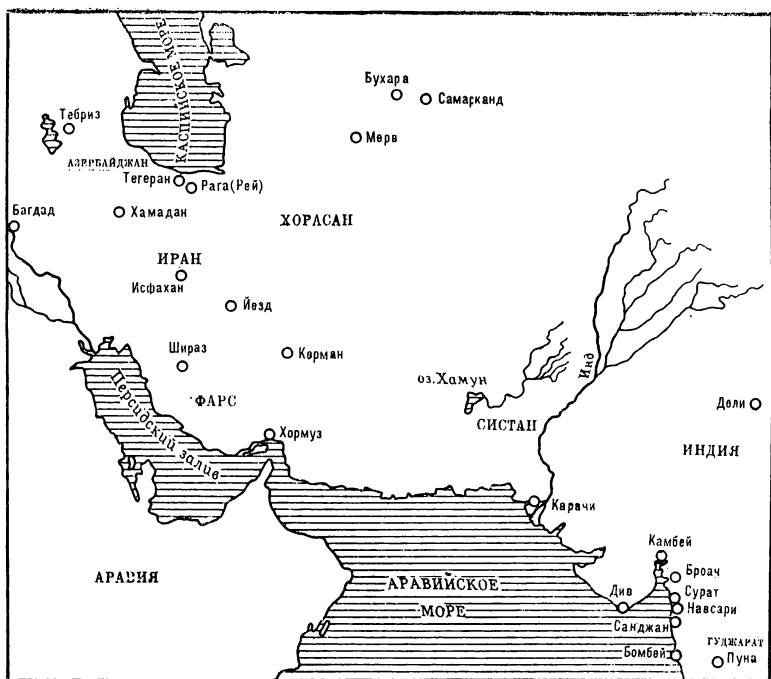 КАСПИЙСКОЕ МОРЕ
Бухара
Самарканд
Тебриз
Мерв
АЗЕРБАЙДЖАН
Тегеран
Рага(Рей)
Багдад
Хамадан
ХОРАСАН
ИРАН
Исфахан
Йезд
Шираз
Керман
Инд
оз.Хамун
Персидский залив
ФАРС
Дели
СИСТАН
Хормуз
ИНДИЯ
Карачи
Камбей
АРАВИЯ
АРАВИЙСКОЕ
МОРЕ
Броач
Див
Сурат
Навсари
Санджан
ГУДЖАРАТ
Бомбей
Пуна